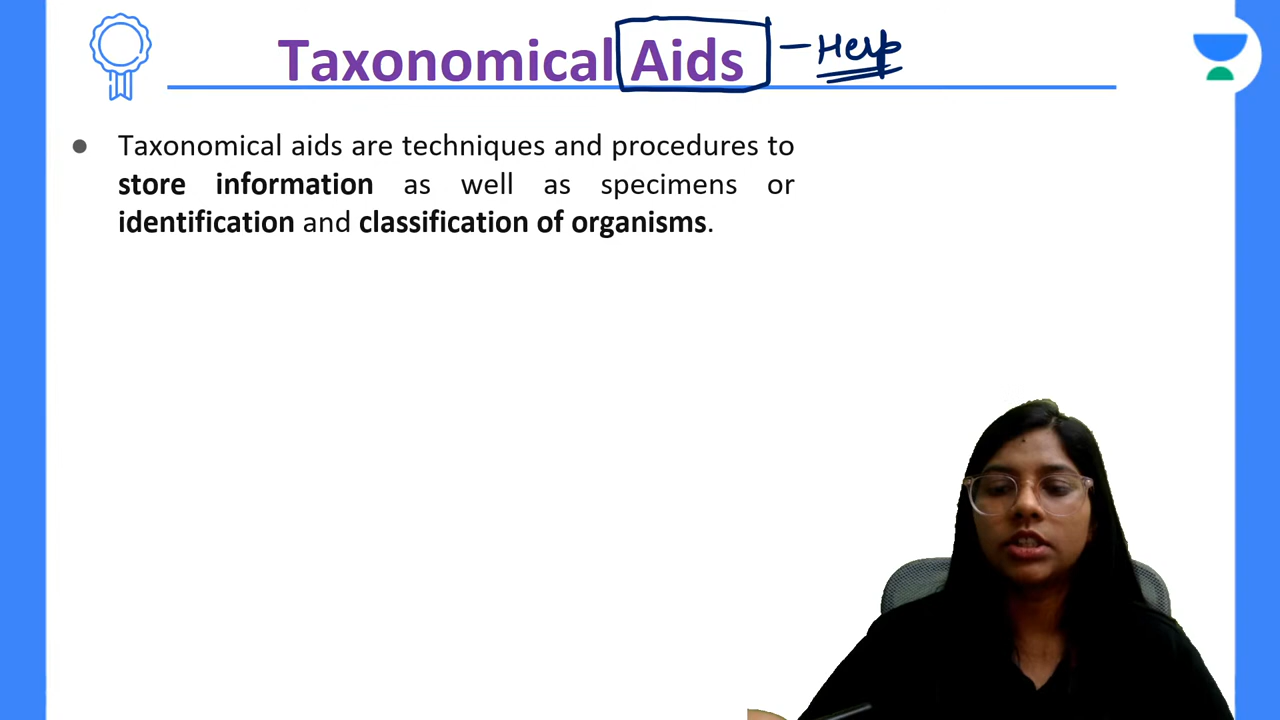 Taxonomical Aids – Help
● Taxonomical aids are techniques and procedures to
store information as well as specimens or
identification and classification of organisms.